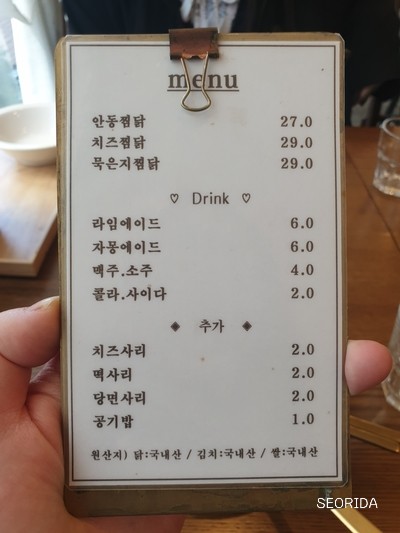 menu
안동찜닭 27.0
치즈찜닭 29.0
묵은지찜닭 29.0
♡ Drink ♡
라임에이드 6.0
자몽에이드 6.0
맥주.소주 4.0
콜라.사이다 2.0
◈ 추가 ◈
치즈사리 2.0
떡사리 2.0
당면사리 2.0
공기밥 1.0
원산지) 닭:국내산 / 김치:국내산 / 쌀:국내산
SEORIDA